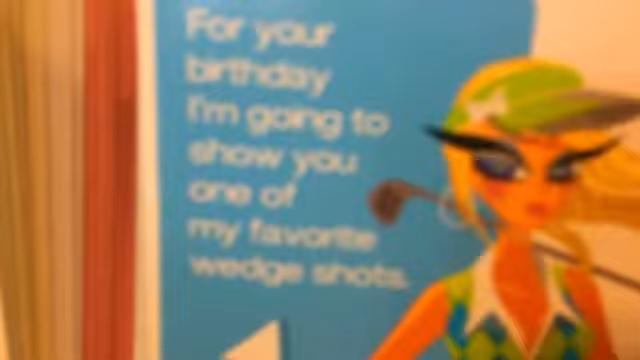 For your
birthday
I'm going to
show you
one of
my favorite
wedge shots.